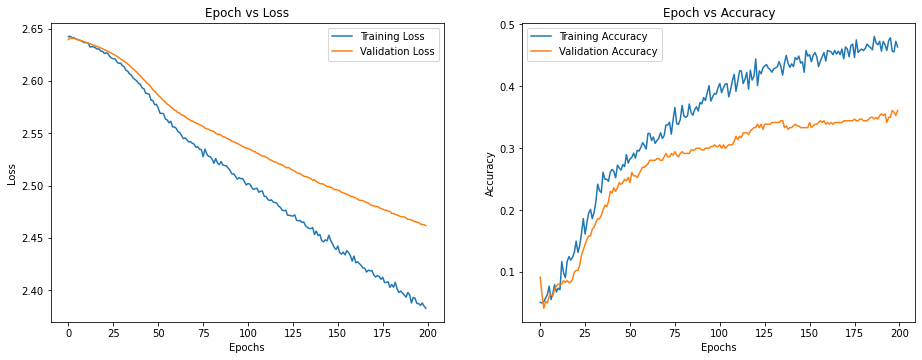 Epoch vs Loss
Training Loss
Validation Loss
2.65
2.60
2.55
2.50
2.45
2.40
Loss
0 25 50 75 100 125 150 175 200
Epochs
Epoch vs Accuracy
Training Accuracy
Validation Accuracy
0.5
0.4
0.3
0.2
0.1
Accuracy
0 25 50 75 100 125 150 175 200
Epochs